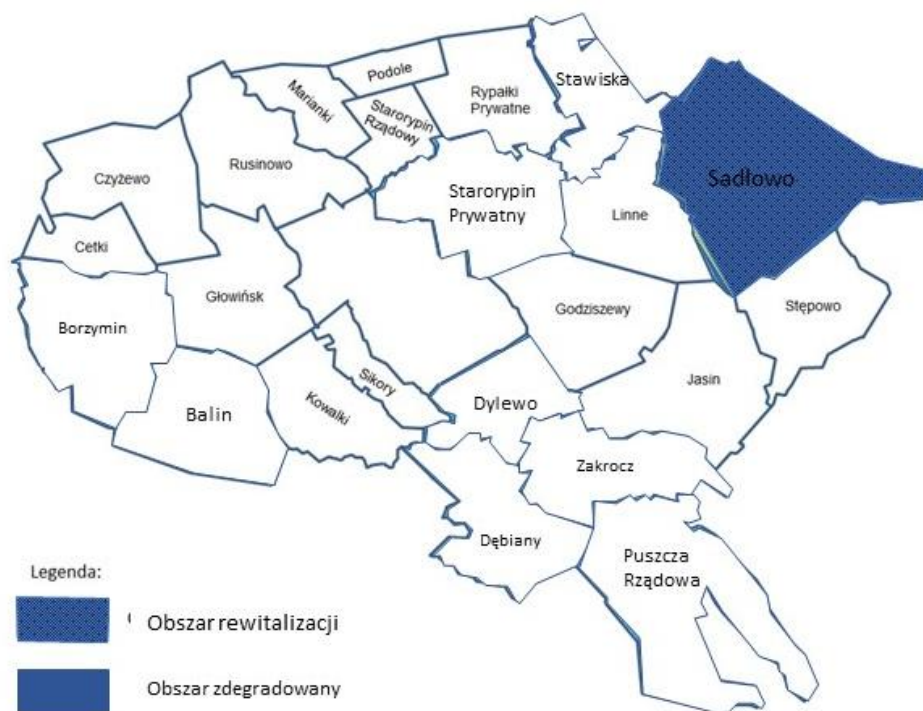 Podole
Stawiska
Marianki
Starorypin
Rządowy
Rypałki
Prywatne
Czyżewo
Rusinowo
Sadłowo
Starorypin
Prywatny
Linne
Cetki
Głowińsk
Godziszewy
Stępowo
Borzymin
Sikory
Jasin
Balin
Kowalki
Dylewo
Zakrocz
Dębiany
Puszcza
Rządowa
Legenda:
Obszar rewitalizacji
Obszar zdegradowany